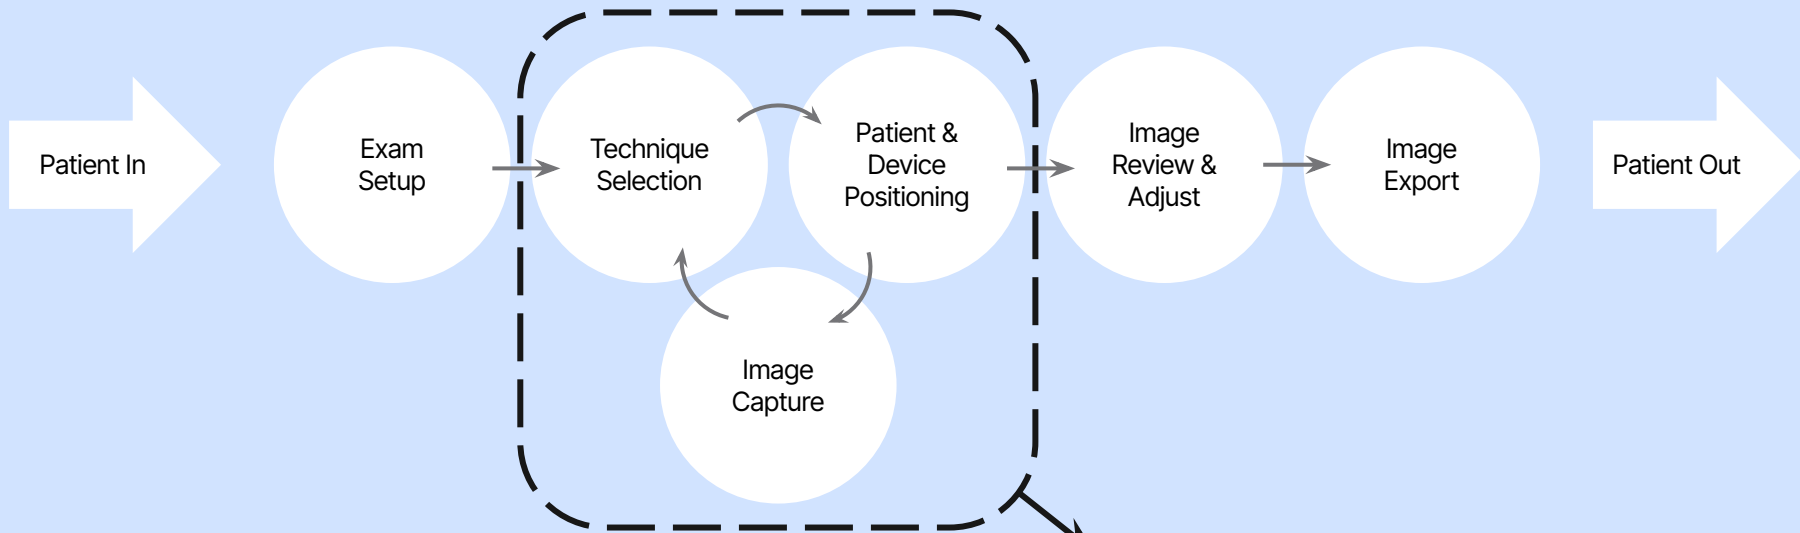 Patient In
Exam
Setup
Technique
Selection
Patient &
Device
Positioning
Image
Capture
Image
Review &
Adjust
Image
Export
Patient Out